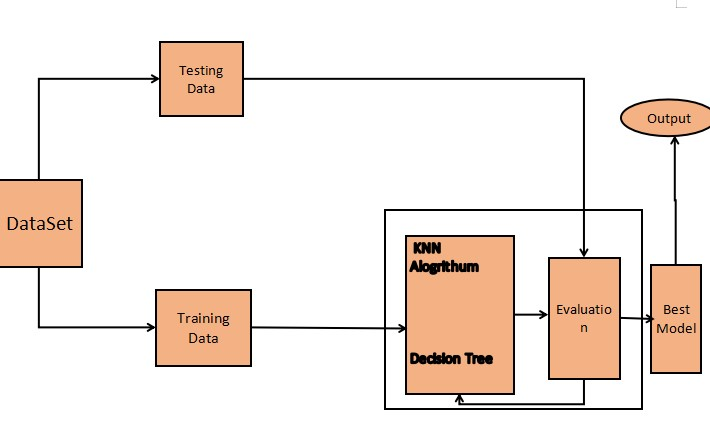 Testing
Data
Output
DataSet
KNN
Alogrithum
Evaluatio
n
Best
Model
Training
Data
Decision Tree